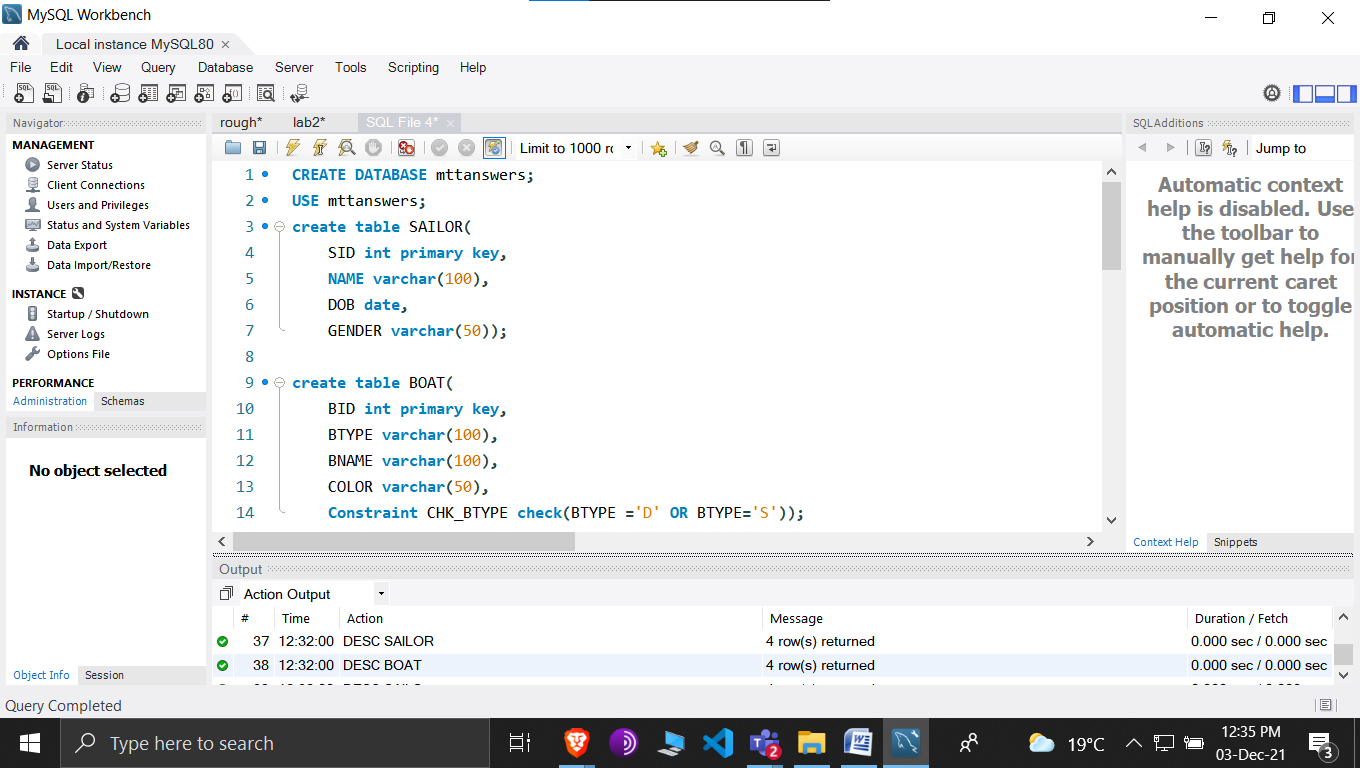 MySQL Workbench
Local instance MySQL80
File Edit View Query Database Server Tools Scripting Help
Navigator
MANAGEMENT
Server Status
Client Connections
Users and Privileges
Status and System Variables
Data Export
Data Import/Restore
INSTANCE
Startup / Shutdown
Server Logs
Options File
PERFORMANCE
Administration Schemas
Information
No object selected
Object Info Session
rough* lab2* SQL File 4*
Limit to 1000 ro
1 CREATE DATABASE mttanswers;
2 USE mttanswers;
3 create table SAILOR(
4 SID int primary key,
5 NAME varchar(100),
6 DOB date,
7 GENDER varchar(50));
8
9 create table BOAT(
10 BID int primary key,
11 BTYPE varchar(100),
12 BNAME varchar(100),
13 COLOR varchar(50),
14 Constraint CHK_BTYPE check(BTYPE ='D' OR BTYPE='S'));
SQLAdditions
Jump to
Automatic context
help is disabled. Use
the toolbar to
manually get help for
the current caret
position or to toggle
automatic help.
Context Help Snippets
Output
Action Output
# Time Action Message Duration / Fetch
37 12:32:00 DESC SAILOR 4 row(s) returned 0.000 sec / 0.000 sec
38 12:32:00 DESC BOAT 4 row(s) returned 0.000 sec / 0.000 sec
Query Completed
Type here to search
2
19°C
12:35 PM
03-Dec-21
3